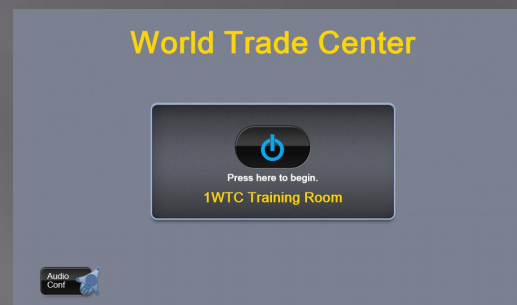 World Trade Center
Press here to begin.
1WTC Training Room
Audio
Conf